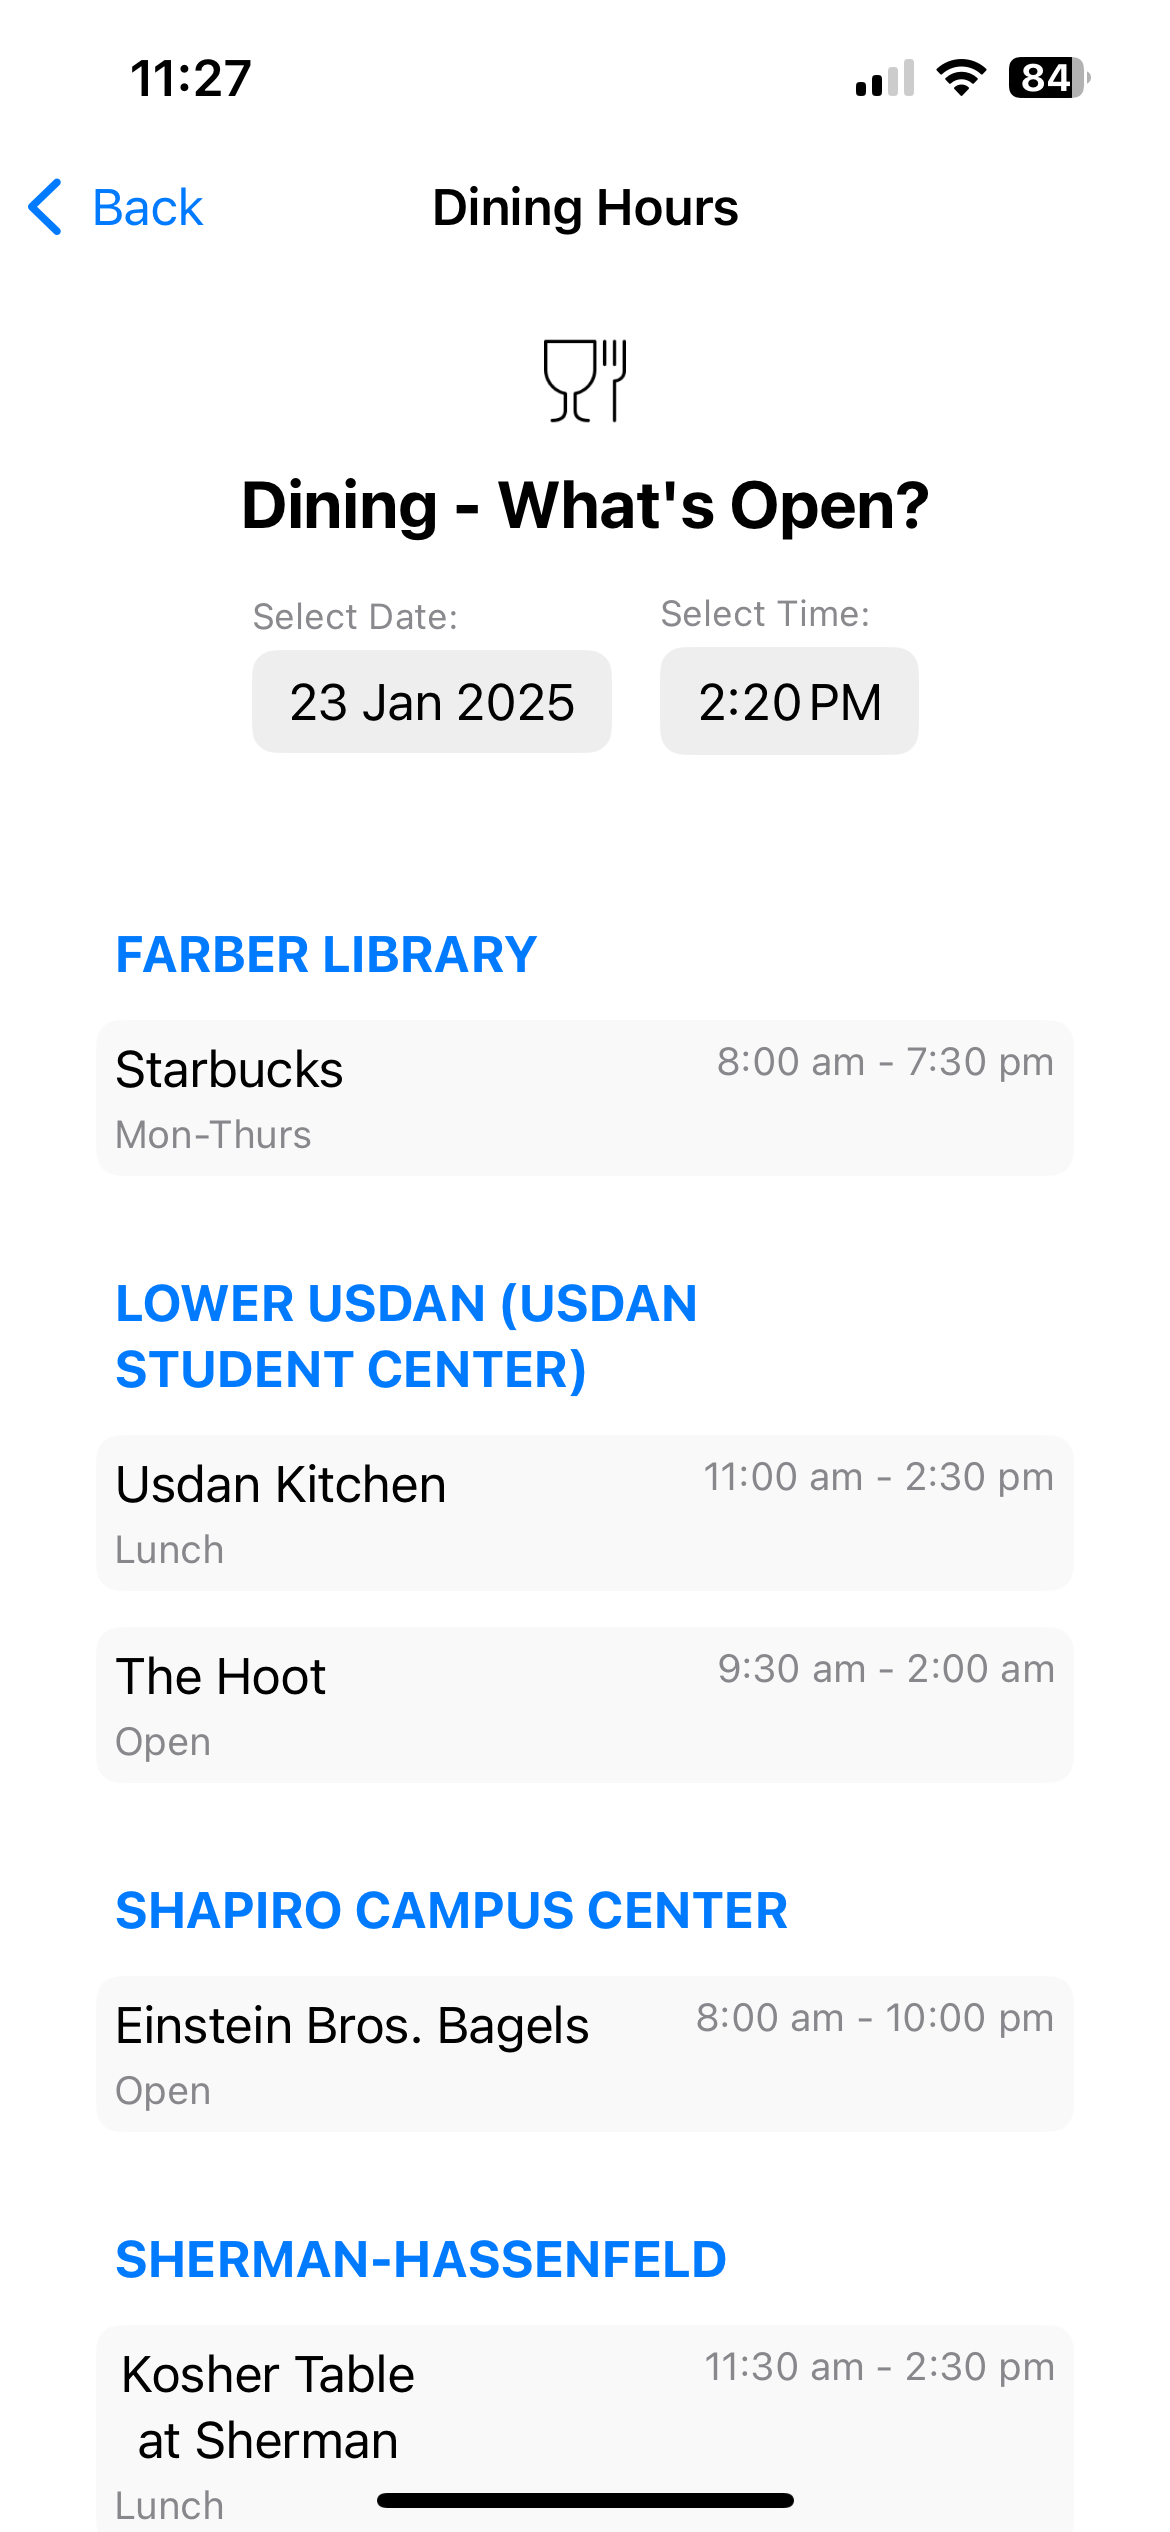 11:27
84
Back
Dining Hours
Dining - What's Open?
Select Date:
Select Time:
23 Jan 2025
2:20 PM
FARBER LIBRARY
Starbucks
8:00 am - 7:30 pm
Mon-Thurs
LOWER USDAN (USDAN
STUDENT CENTER)
Usdan Kitchen
11:00 am - 2:30 pm
Lunch
The Hoot
9:30 am - 2:00 am
Open
SHAPIRO CAMPUS CENTER
Einstein Bros. Bagels
8:00 am - 10:00 pm
Open
SHERMAN-HASSENFELD
Kosher Table
11:30 am - 2:30 pm
at Sherman
Lunch